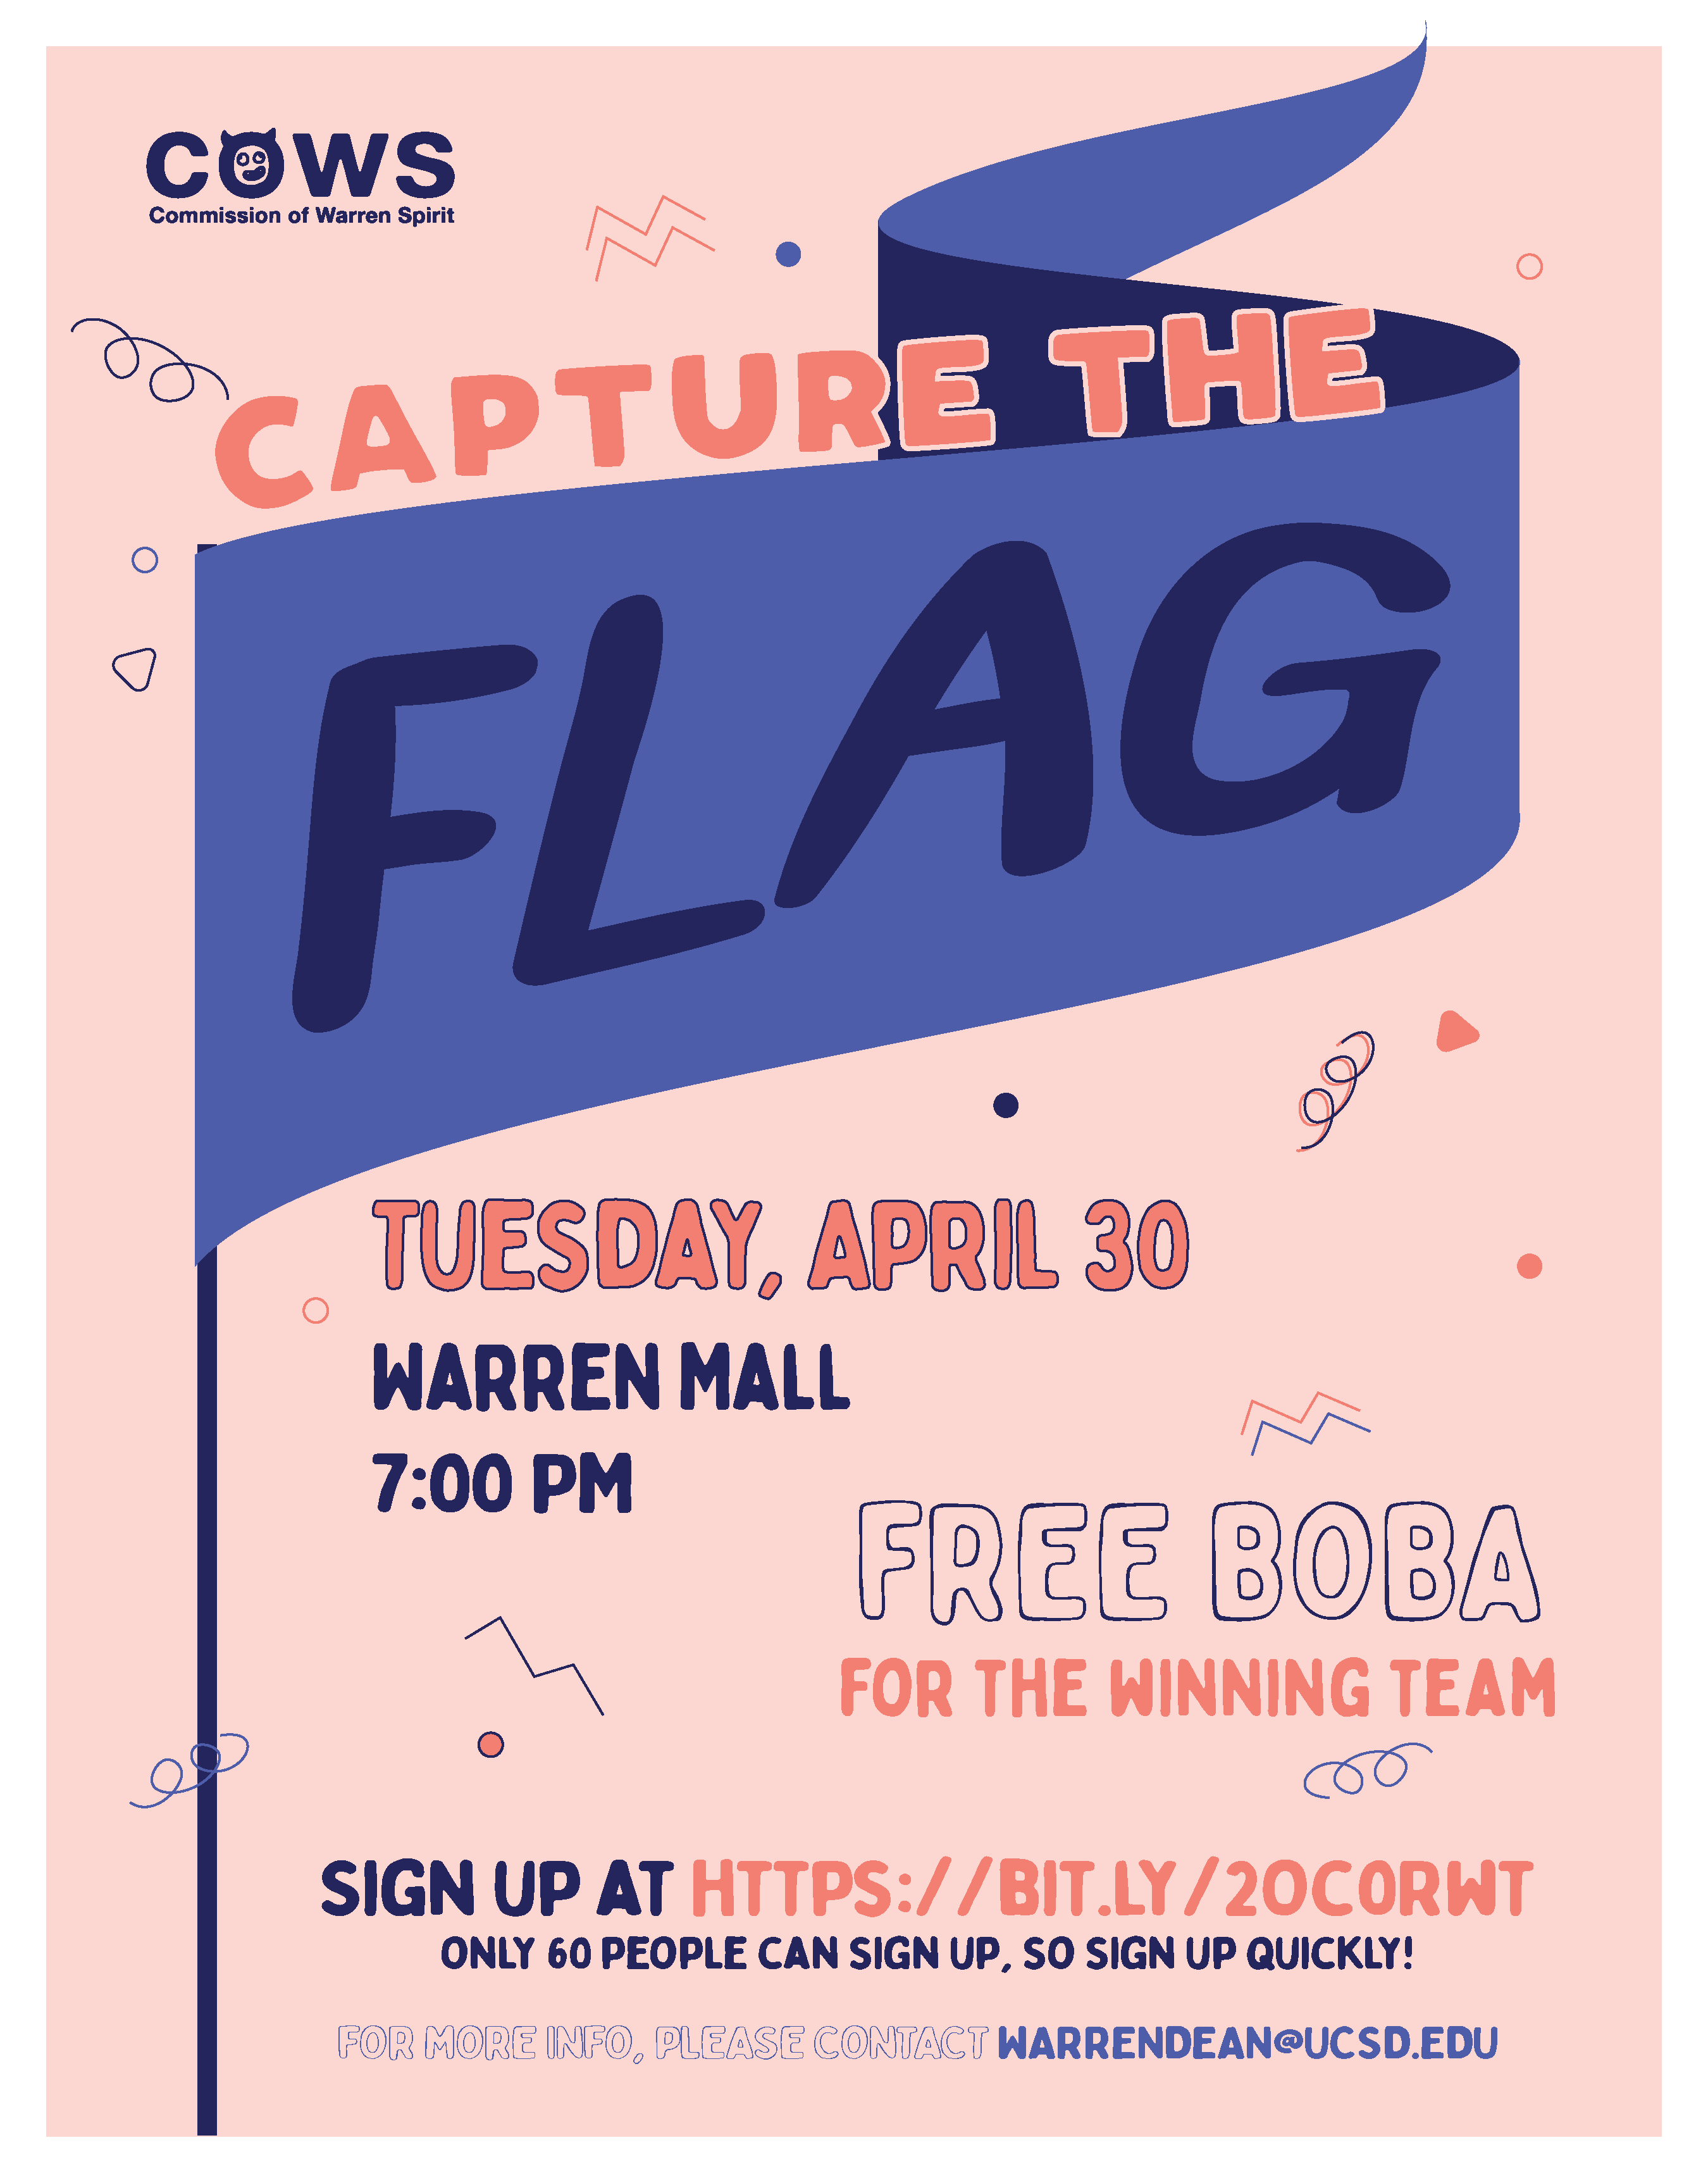 COWS
Commission of Warren Spirit
CAPTURE THE
FLAG
TUESDAY, APRIL 30
WARREN MALL
7:00 PM
FREE BOBA
FOR THE WINNING TEAM
SIGN UP AT HTTPS://BIT.LY/2OCORWT
ONLY 60 PEOPLE CAN SIGN UP, SO SIGN UP QUICKLY!
FOR MORE INFO, PLEASE CONTACT WARRENDEAN@UCSD.EDU